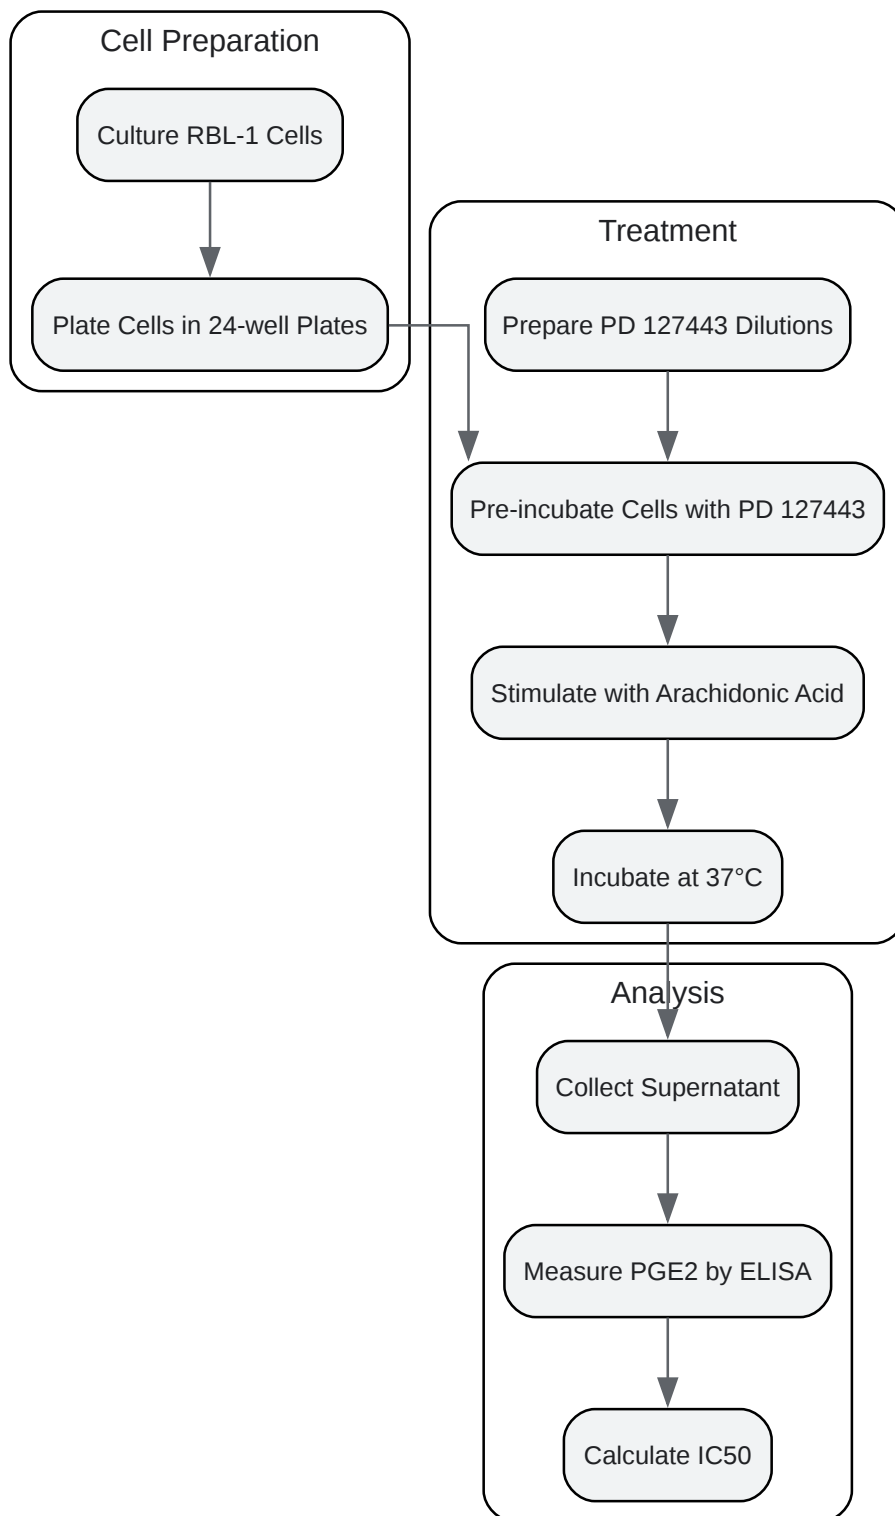 Cell Preparation
Culture RBL-1 Cells
Plate Cells in 24-well Plates
Treatment
Prepare PD 127443 Dilutions
Pre-incubate Cells with PD 127443
Stimulate with Arachidonic Acid
Incubate at 37°C
Analysis
Collect Supernatant
Measure PGE2 by ELISA
Calculate IC50